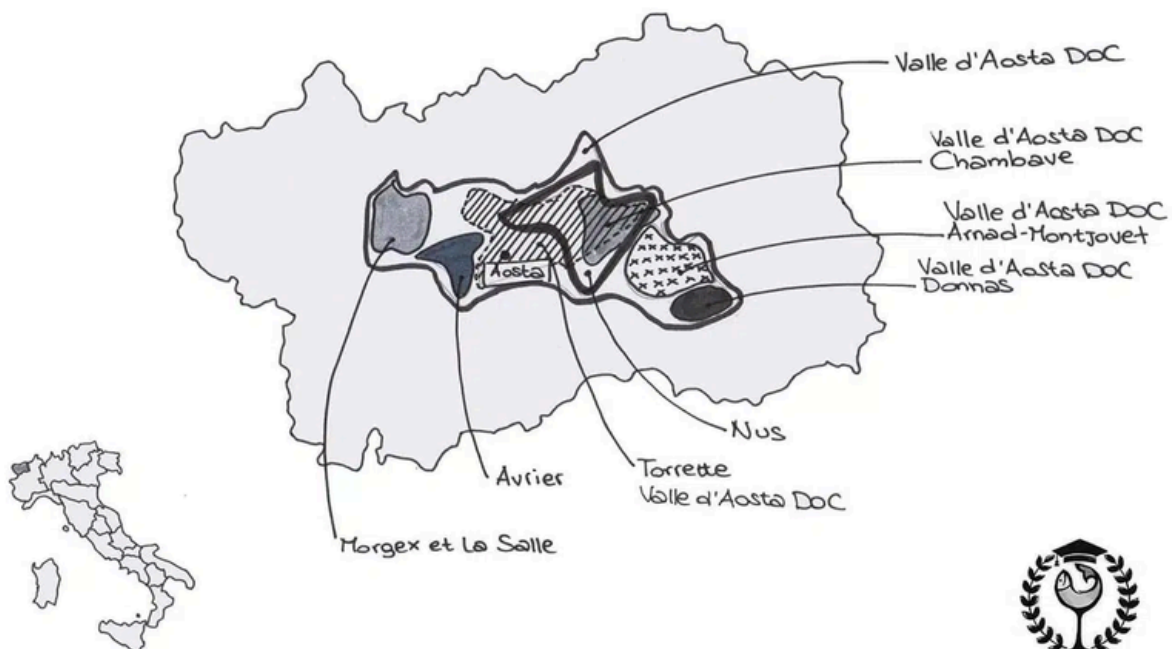 Valle d'Aosta DOC
Valle d'Aosta DOC
Chambave
Valle d'Aosta DOC
Arnad-Montjovet
Valle d'Aosta DOC
Donnas
Aosta
Nus
Torrette
Valle d'Aosta DOC
Avrier
Morgex et La Salle